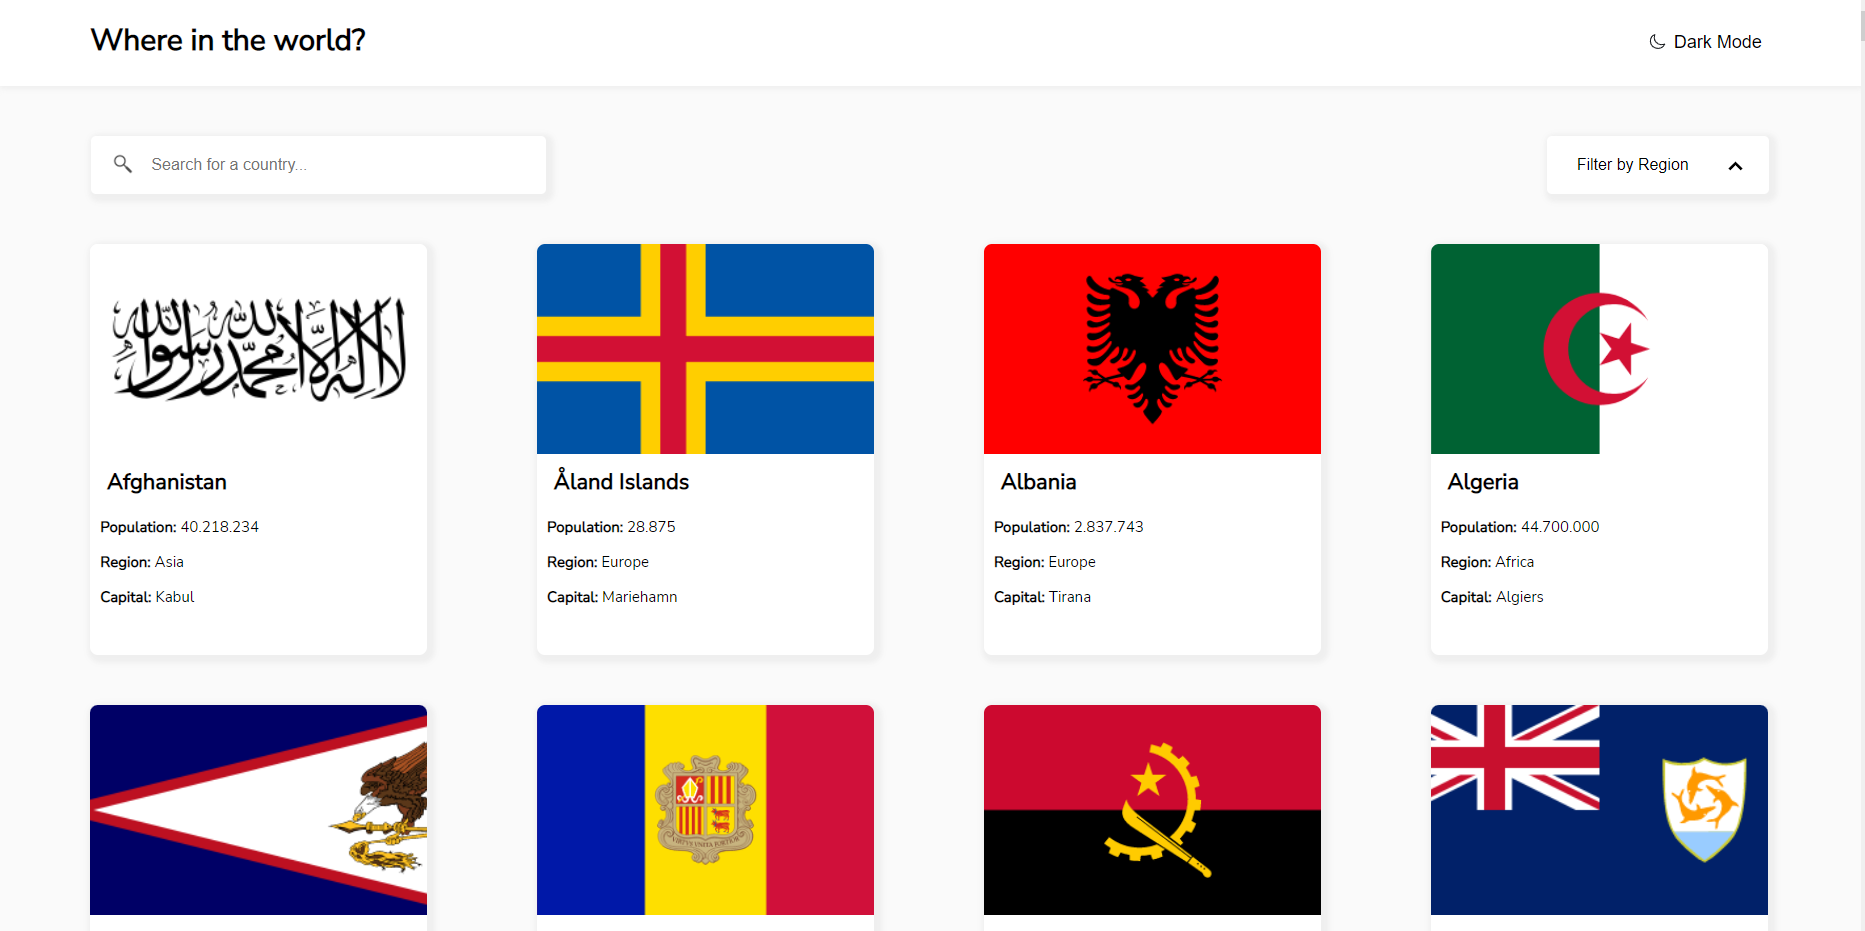 Where in the world?
Dark Mode
Search for a country...
Filter by Region
لا إله إلا الله محمد رسول الله
Afghanistan
Population: 40.218.234
Region: Asia
Capital: Kabul
Åland Islands
Population: 28.875
Region: Europe
Capital: Mariehamn
Albania
Population: 2.837.743
Region: Europe
Capital: Tirana
Algeria
Population: 44.700.000
Region: Africa
Capital: Algiers
VIRTVS VNITA FORTIOR